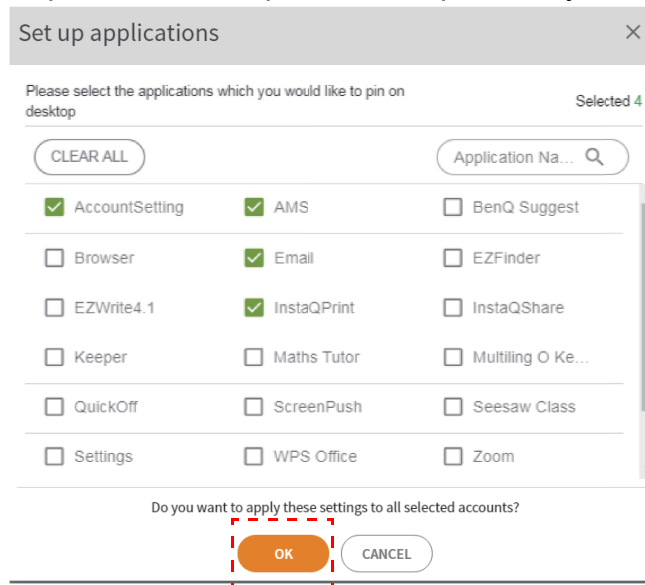 Set up applications
Please select the applications which you would like to pin on
desktop
Selected 4
CLEAR ALL
Application Na...
AccountSetting AMS BenQ Suggest
Browser Email EZFinder
EZWrite4.1 InstaQPrint InstaQShare
Keeper Maths Tutor Multiling O Ke...
QuickOff ScreenPush Seesaw Class
Settings WPS Office Zoom
Do you want to apply these settings to all selected accounts?
OK CANCEL